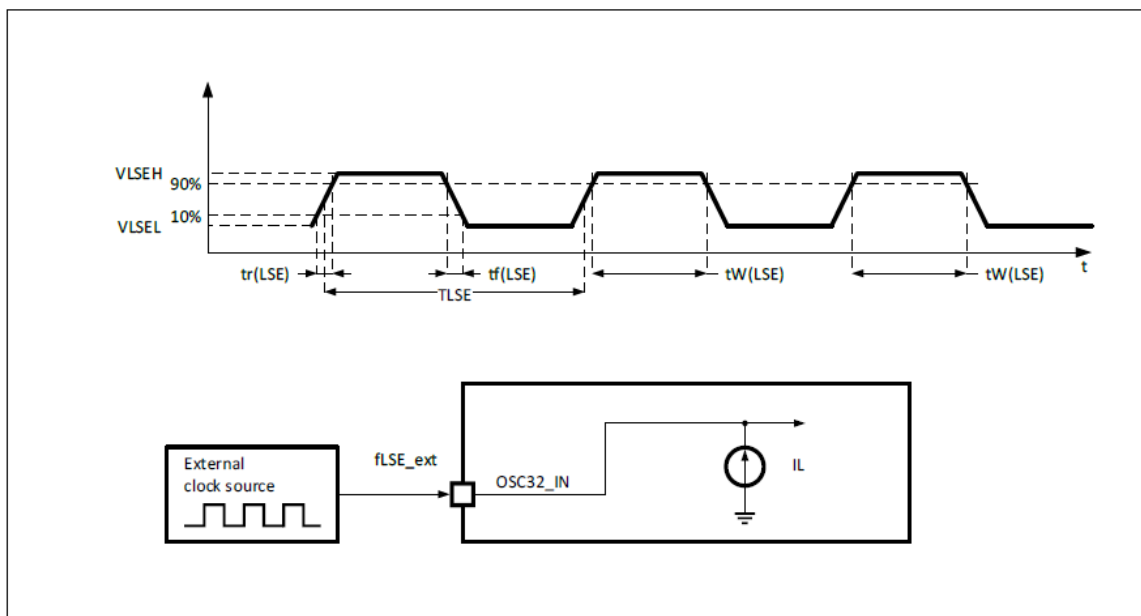 VLSEH
90%
10%
VLSEL
tr(LSE)
tf(LSE)
tW(LSE)
tW(LSE)
t
TLSE
External
clock source
fLSE_ext
OSC32_IN
IL